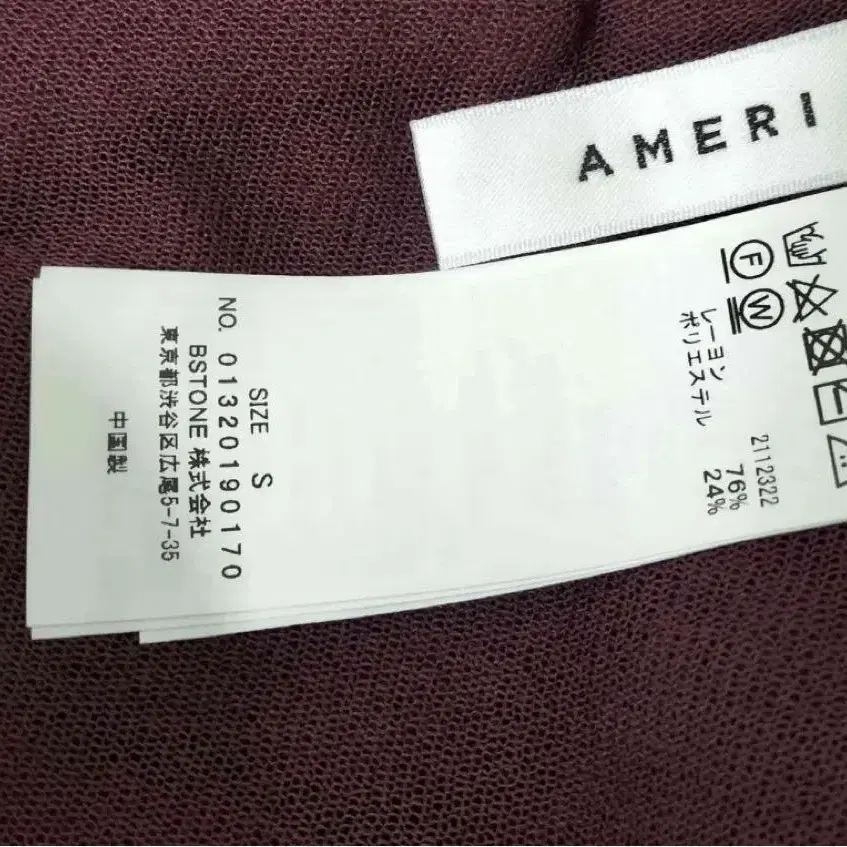 AMERI
F
W
2112322
レーヨン 76%
ポリエステル 24%
SIZE S
NO. 01320190170
BSTONE 株式会社
東京都渋谷区広尾5-7-35
中国製